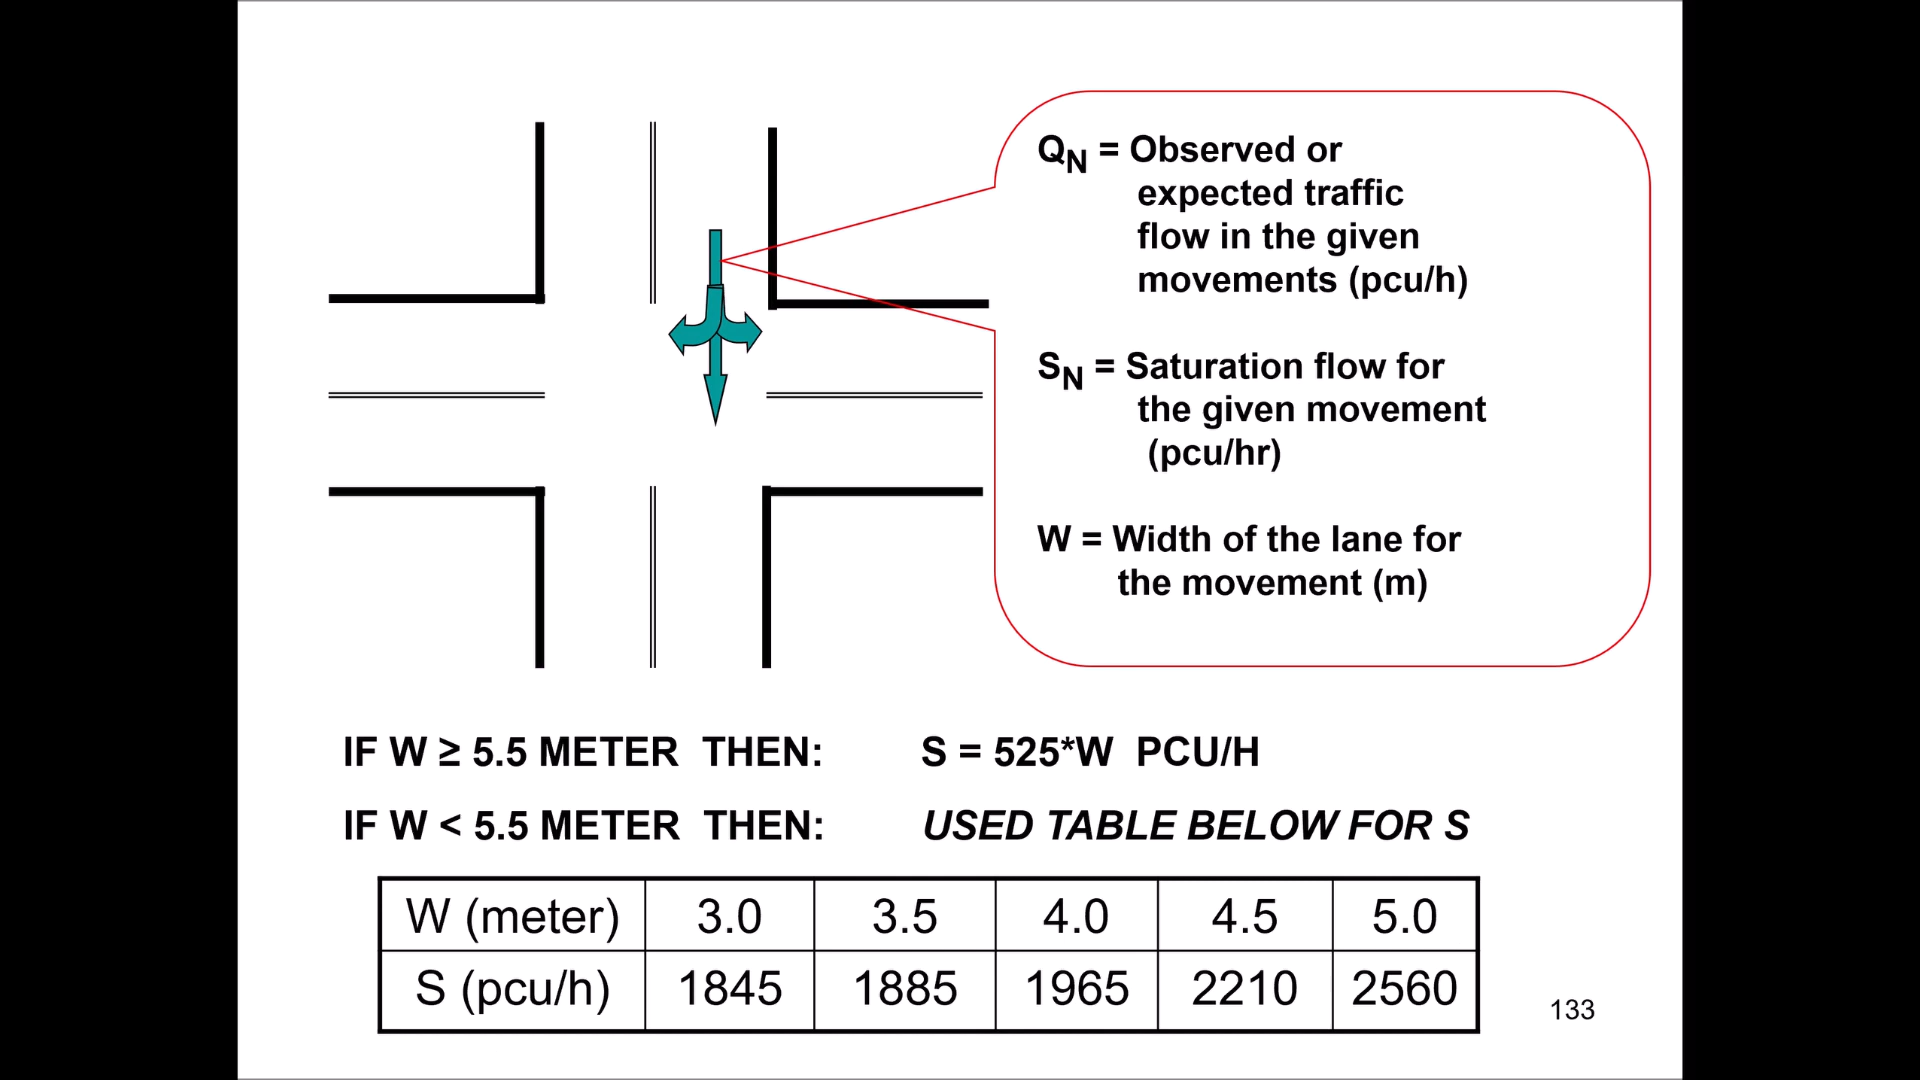 Q_N = Observed or
expected traffic
flow in the given
movements (pcu/h)
S_N = Saturation flow for
the given movement
(pcu/hr)
W = Width of the lane for
the movement (m)
IF W ≥ 5.5 METER THEN: S = 525*W PCU/H
IF W < 5.5 METER THEN: USED TABLE BELOW FOR S
W (meter) 3.0 3.5 4.0 4.5 5.0
S (pcu/h) 1845 1885 1965 2210 2560
133